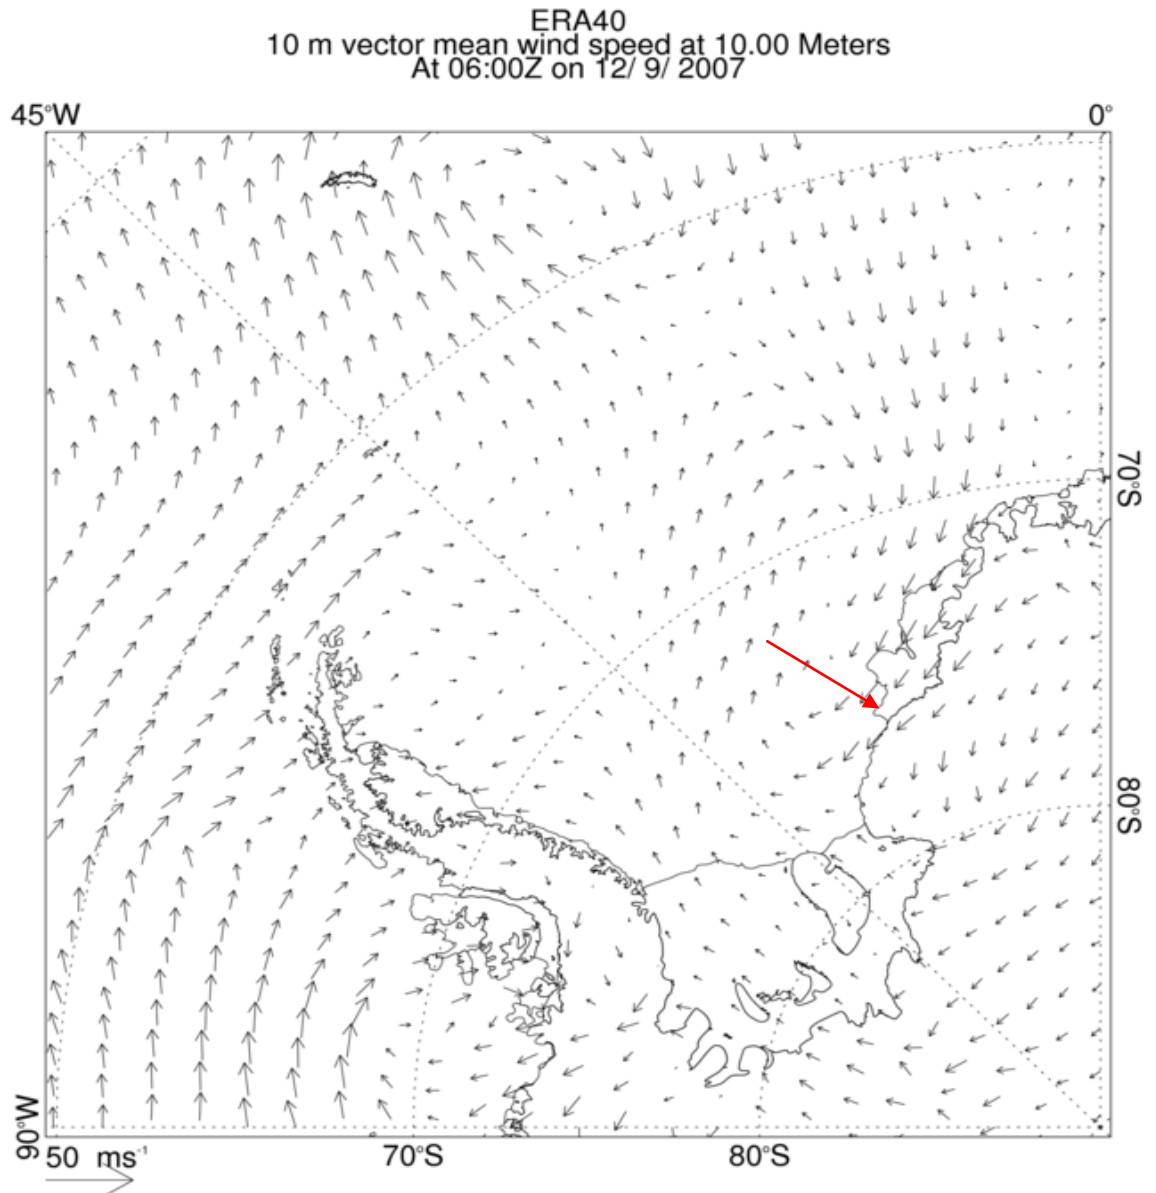 ERA40
10 m vector mean wind speed at 10.00 Meters
At 06:00Z on 12/ 9/ 2007
45°W
0°
70°S
80°S
90°W
50 ms⁻¹
70°S
80°S